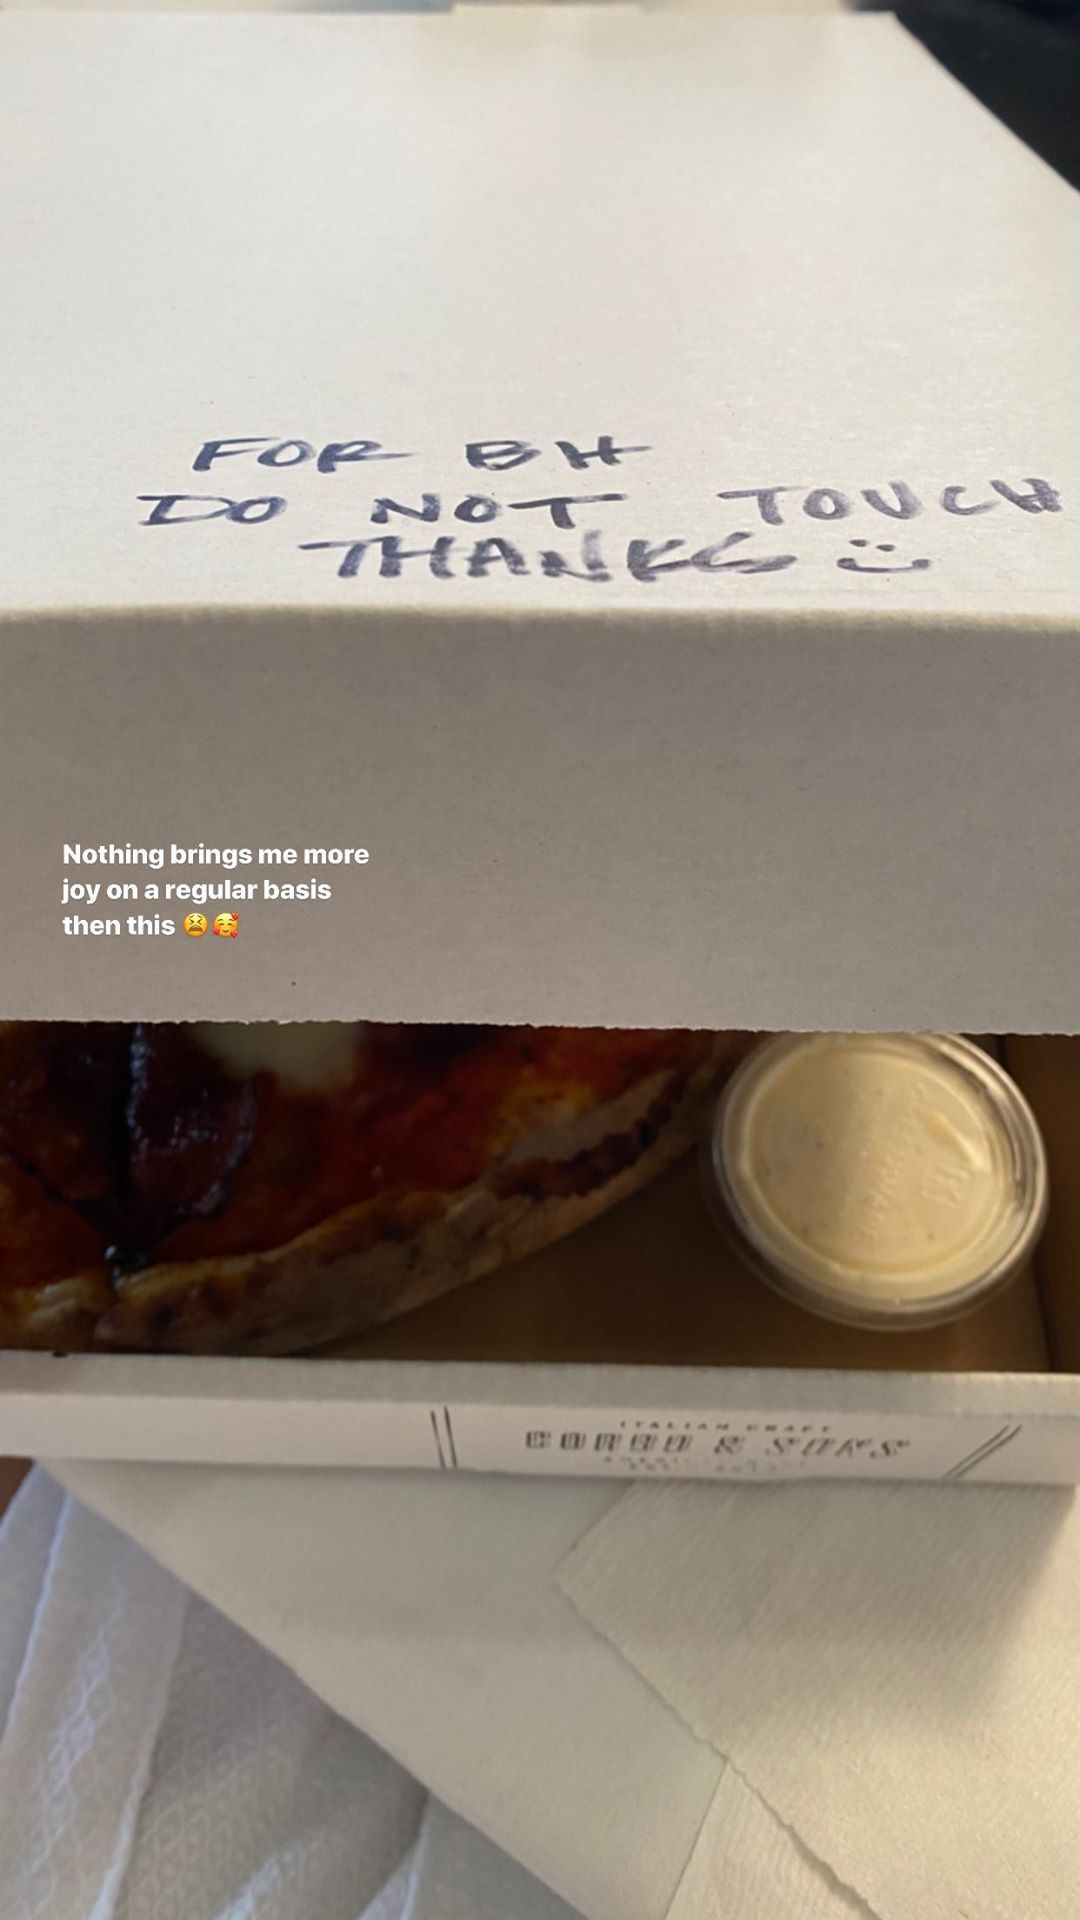 FOR BH
DO NOT TOUCH
THANKS :)
Nothing brings me more
joy on a regular basis
then this 😫🥰
ITALIAN CRAFT
CORBO & SONS